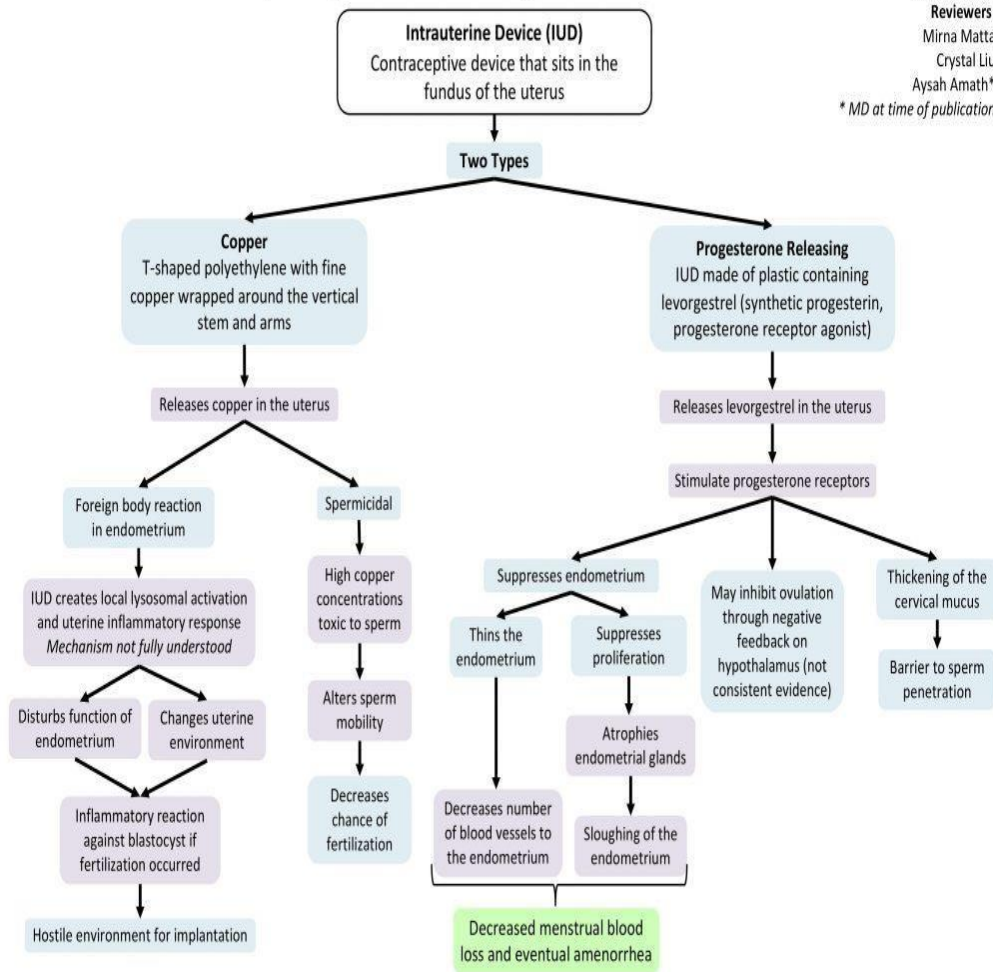 Reviewers
Mirna Matta
Crystal Liu
Aysah Amath*
* MD at time of publication
Intrauterine Device (IUD)
Contraceptive device that sits in the
fundus of the uterus
Two Types
Copper
T-shaped polyethylene with fine
copper wrapped around the vertical
stem and arms
Progesterone Releasing
IUD made of plastic containing
levorgestrel (synthetic progesterin,
progesterone receptor agonist)
Releases copper in the uterus
Releases levorgestrel in the uterus
Stimulate progesterone receptors
Foreign body reaction
in endometrium
Spermicidal
IUD creates local lysosomal activation
and uterine inflammatory response
Mechanism not fully understood
High copper
concentrations
toxic to sperm
Disturbs function of
endometrium
Changes uterine
environment
Alters sperm
mobility
Inflammatory reaction
against blastocyst if
fertilization occurred
Decreases
chance of
fertilization
Hostile environment for implantation
Suppresses endometrium
May inhibit ovulation
through negative
feedback on
hypothalamus (not
consistent evidence)
Thickening of the
cervical mucus
Thins the
endometrium
Suppresses
proliferation
Barrier to sperm
penetration
Atrophies
endometrial glands
Decreases number
of blood vessels to
the endometrium
Sloughing of the
endometrium
Decreased menstrual blood
loss and eventual amenorrhea